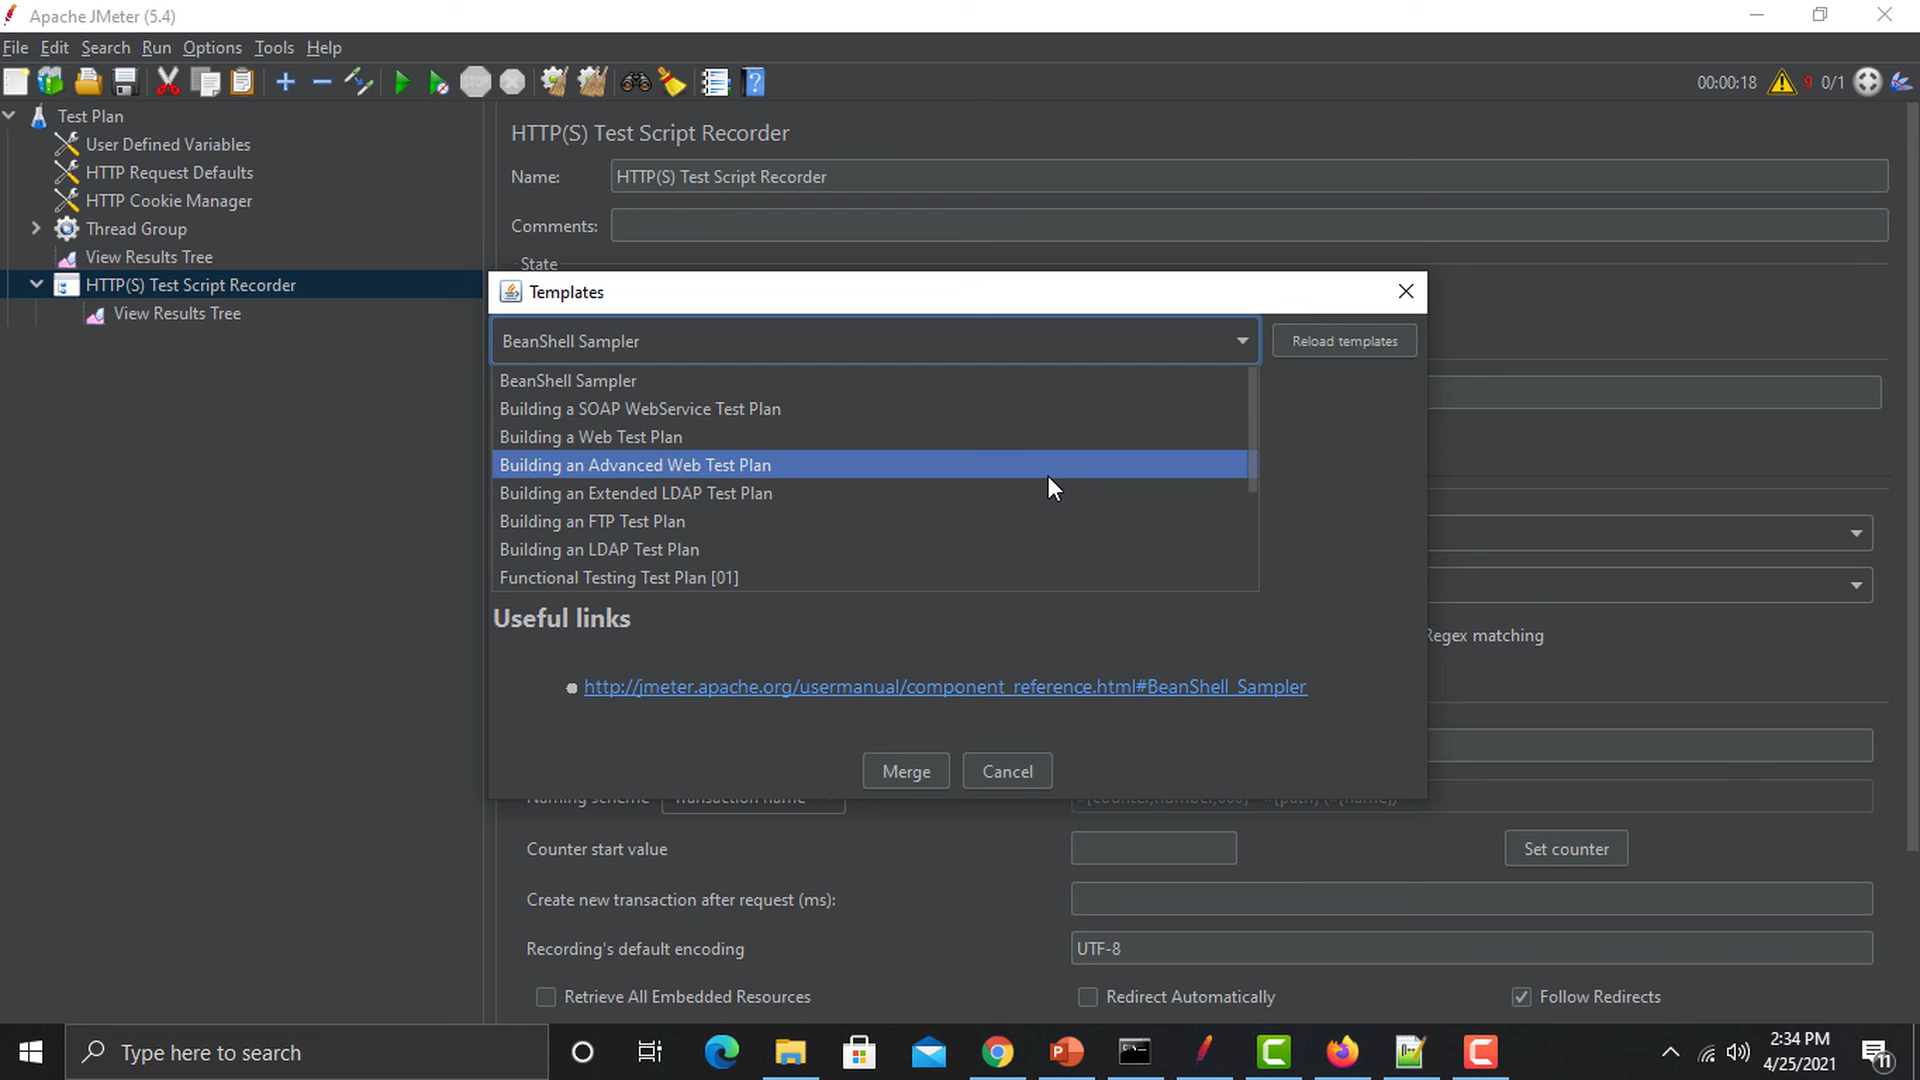 Apache JMeter (5.4)
File Edit Search Run Options Tools Help
STOP
00:00:18 9 0/1
Test Plan
User Defined Variables
HTTP Request Defaults
HTTP Cookie Manager
Thread Group
View Results Tree
HTTP(S) Test Script Recorder
View Results Tree
HTTP(S) Test Script Recorder
Name: HTTP(S) Test Script Recorder
Comments:
State
Templates
BeanShell Sampler
Reload templates
BeanShell Sampler
Building a SOAP WebService Test Plan
Building a Web Test Plan
Building an Advanced Web Test Plan
Building an Extended LDAP Test Plan
Building an FTP Test Plan
Building an LDAP Test Plan
Functional Testing Test Plan [01]
Useful links
http://jmeter.apache.org/usermanual/component_reference.html#BeanShell_Sampler
Merge Cancel
Regex matching
Naming scheme Transaction name
Counter start value Set counter
Create new transaction after request (ms):
Recording's default encoding UTF-8
Retrieve All Embedded Resources Redirect Automatically Follow Redirects
Type here to search
2:34 PM
4/25/2021
11